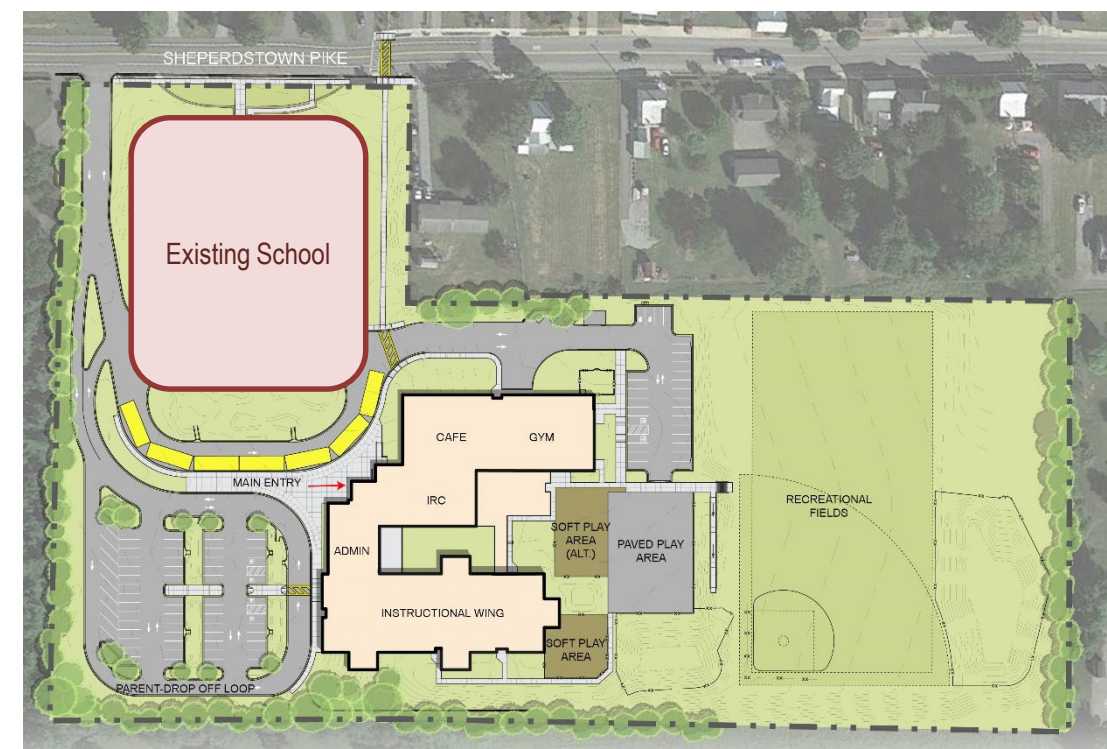 SHEPERDSTOWN PIKE
Existing School
CAFE
GYM
MAIN ENTRY
IRC
RECREATIONAL
FIELDS
SOFT PLAY
AREA
(ALT.)
PAVED PLAY
AREA
ADMIN
INSTRUCTIONAL WING
SOFT PLAY
AREA
PARENT-DROP OFF LOOP